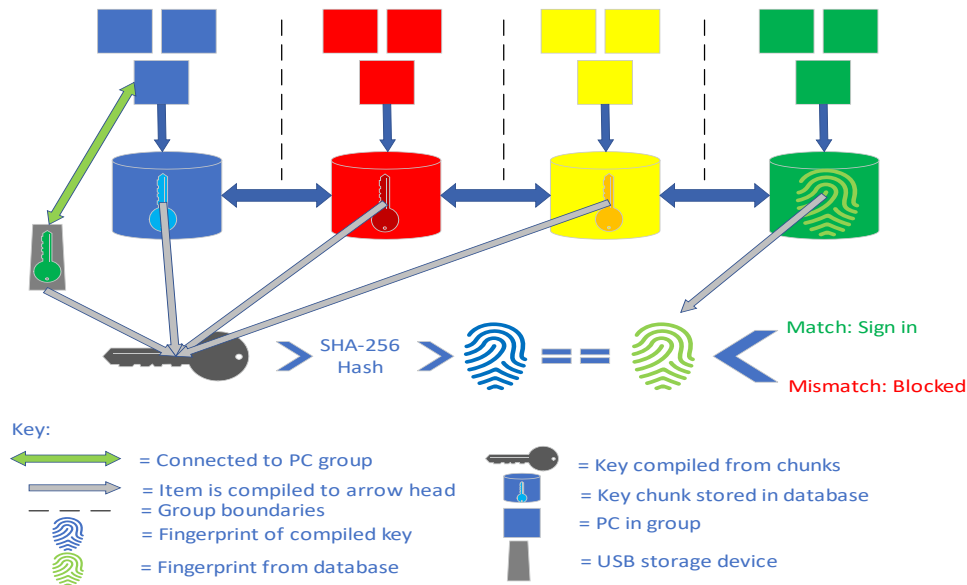 SHA-256
Hash
==
Match: Sign in
Mismatch: Blocked
Key:
= Connected to PC group
= Item is compiled to arrow head
= Group boundaries
= Fingerprint of compiled key
= Fingerprint from database
= Key compiled from chunks
= Key chunk stored in database
= PC in group
= USB storage device